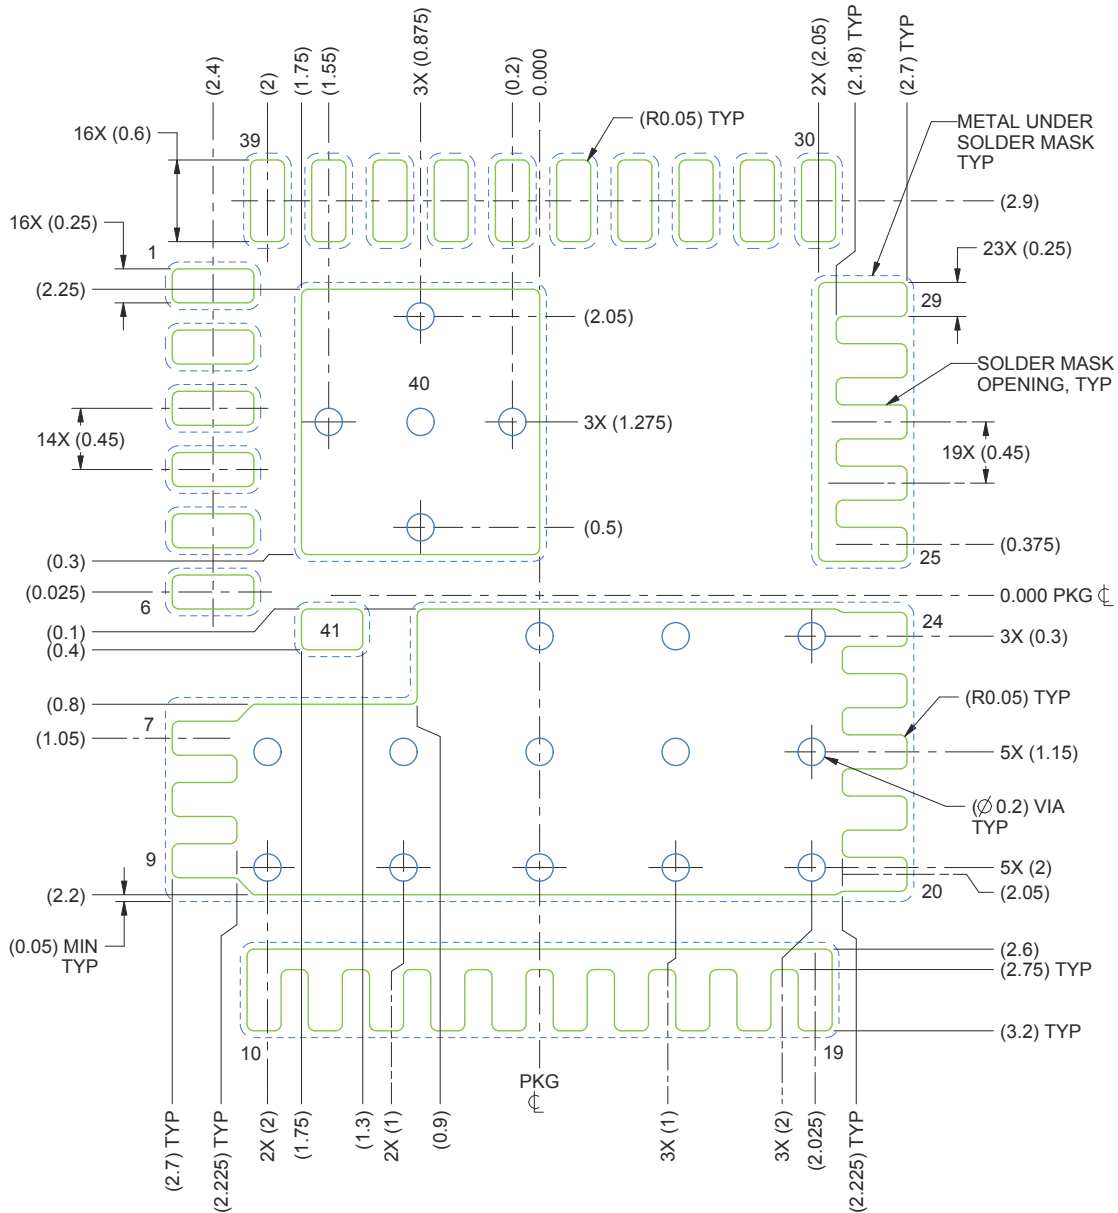 (2.4)
(2)
(1.75)
(1.55)
3X (0.875)
(0.2)
0.000
2X (2.05)
(2.18) TYP
(2.7) TYP
16X (0.6)
39
(R0.05) TYP
30
METAL UNDER
SOLDER MASK
TYP
(2.9)
16X (0.25)
1
23X (0.25)
(2.25)
29
(2.05)
SOLDER MASK
OPENING, TYP
40
3X (1.275)
14X (0.45)
19X (0.45)
(0.5)
(0.375)
(0.3)
25
(0.025)
6
0.000 PKG ℄
(0.1)
41
24
3X (0.3)
(0.4)
(0.8)
(R0.05) TYP
7
(1.05)
5X (1.15)
(Ø 0.2) VIA
TYP
9
5X (2)
(2.2)
20
(2.05)
(0.05) MIN
TYP
(2.6)
(2.75) TYP
(3.2) TYP
10
19
PKG
℄
(2.7) TYP
(2.225) TYP
2X (2)
(1.75)
(1.3)
2X (1)
(0.9)
3X (1)
3X (2)
(2.025)
(2.225) TYP